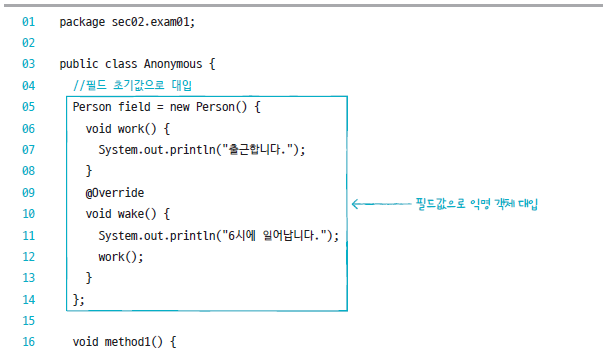 01 package sec02.exam01;
02
03 public class Anonymous {
04 //필드 초기값으로 대입
05 Person field = new Person() {
06 void work() {
07 System.out.println("출근합니다.");
08 }
09 @Override
10 void wake() {
필드값으로 익명 객체 대입
11 System.out.println("6시에 일어납니다.");
12 work();
13 }
14 };
15
16 void method1() {